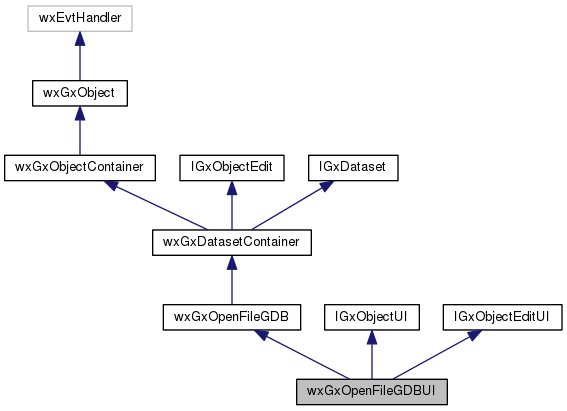 wxEvtHandler
wxGxObject
wxGxObjectContainer
IGxObjectEdit
IGxDataset
wxGxDatasetContainer
wxGxOpenFileGDB
IGxObjectUI
IGxObjectEditUI
wxGxOpenFileGDBUI